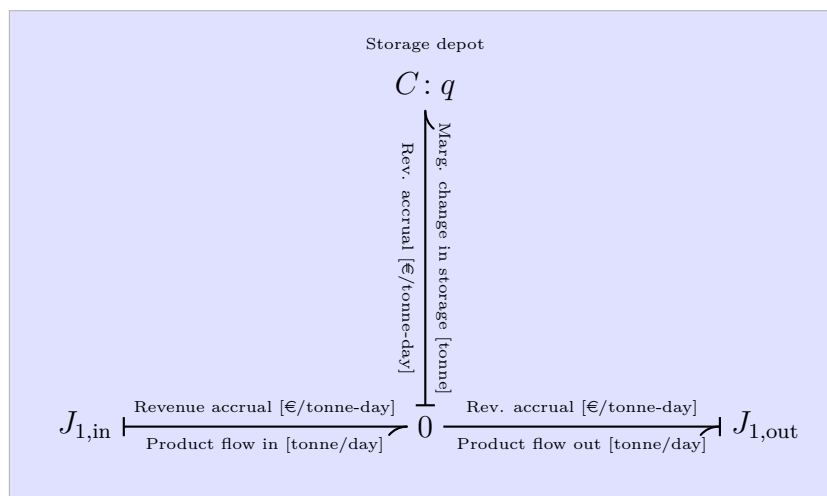 Storage depot
C: q
Rev. accrual [€/tonne-day]
Marg. change in storage [tonne]
Revenue accrual [€/tonne-day]
Rev. accrual [€/tonne-day]
J1,in
0
J1,out
Product flow in [tonne/day]
Product flow out [tonne/day]